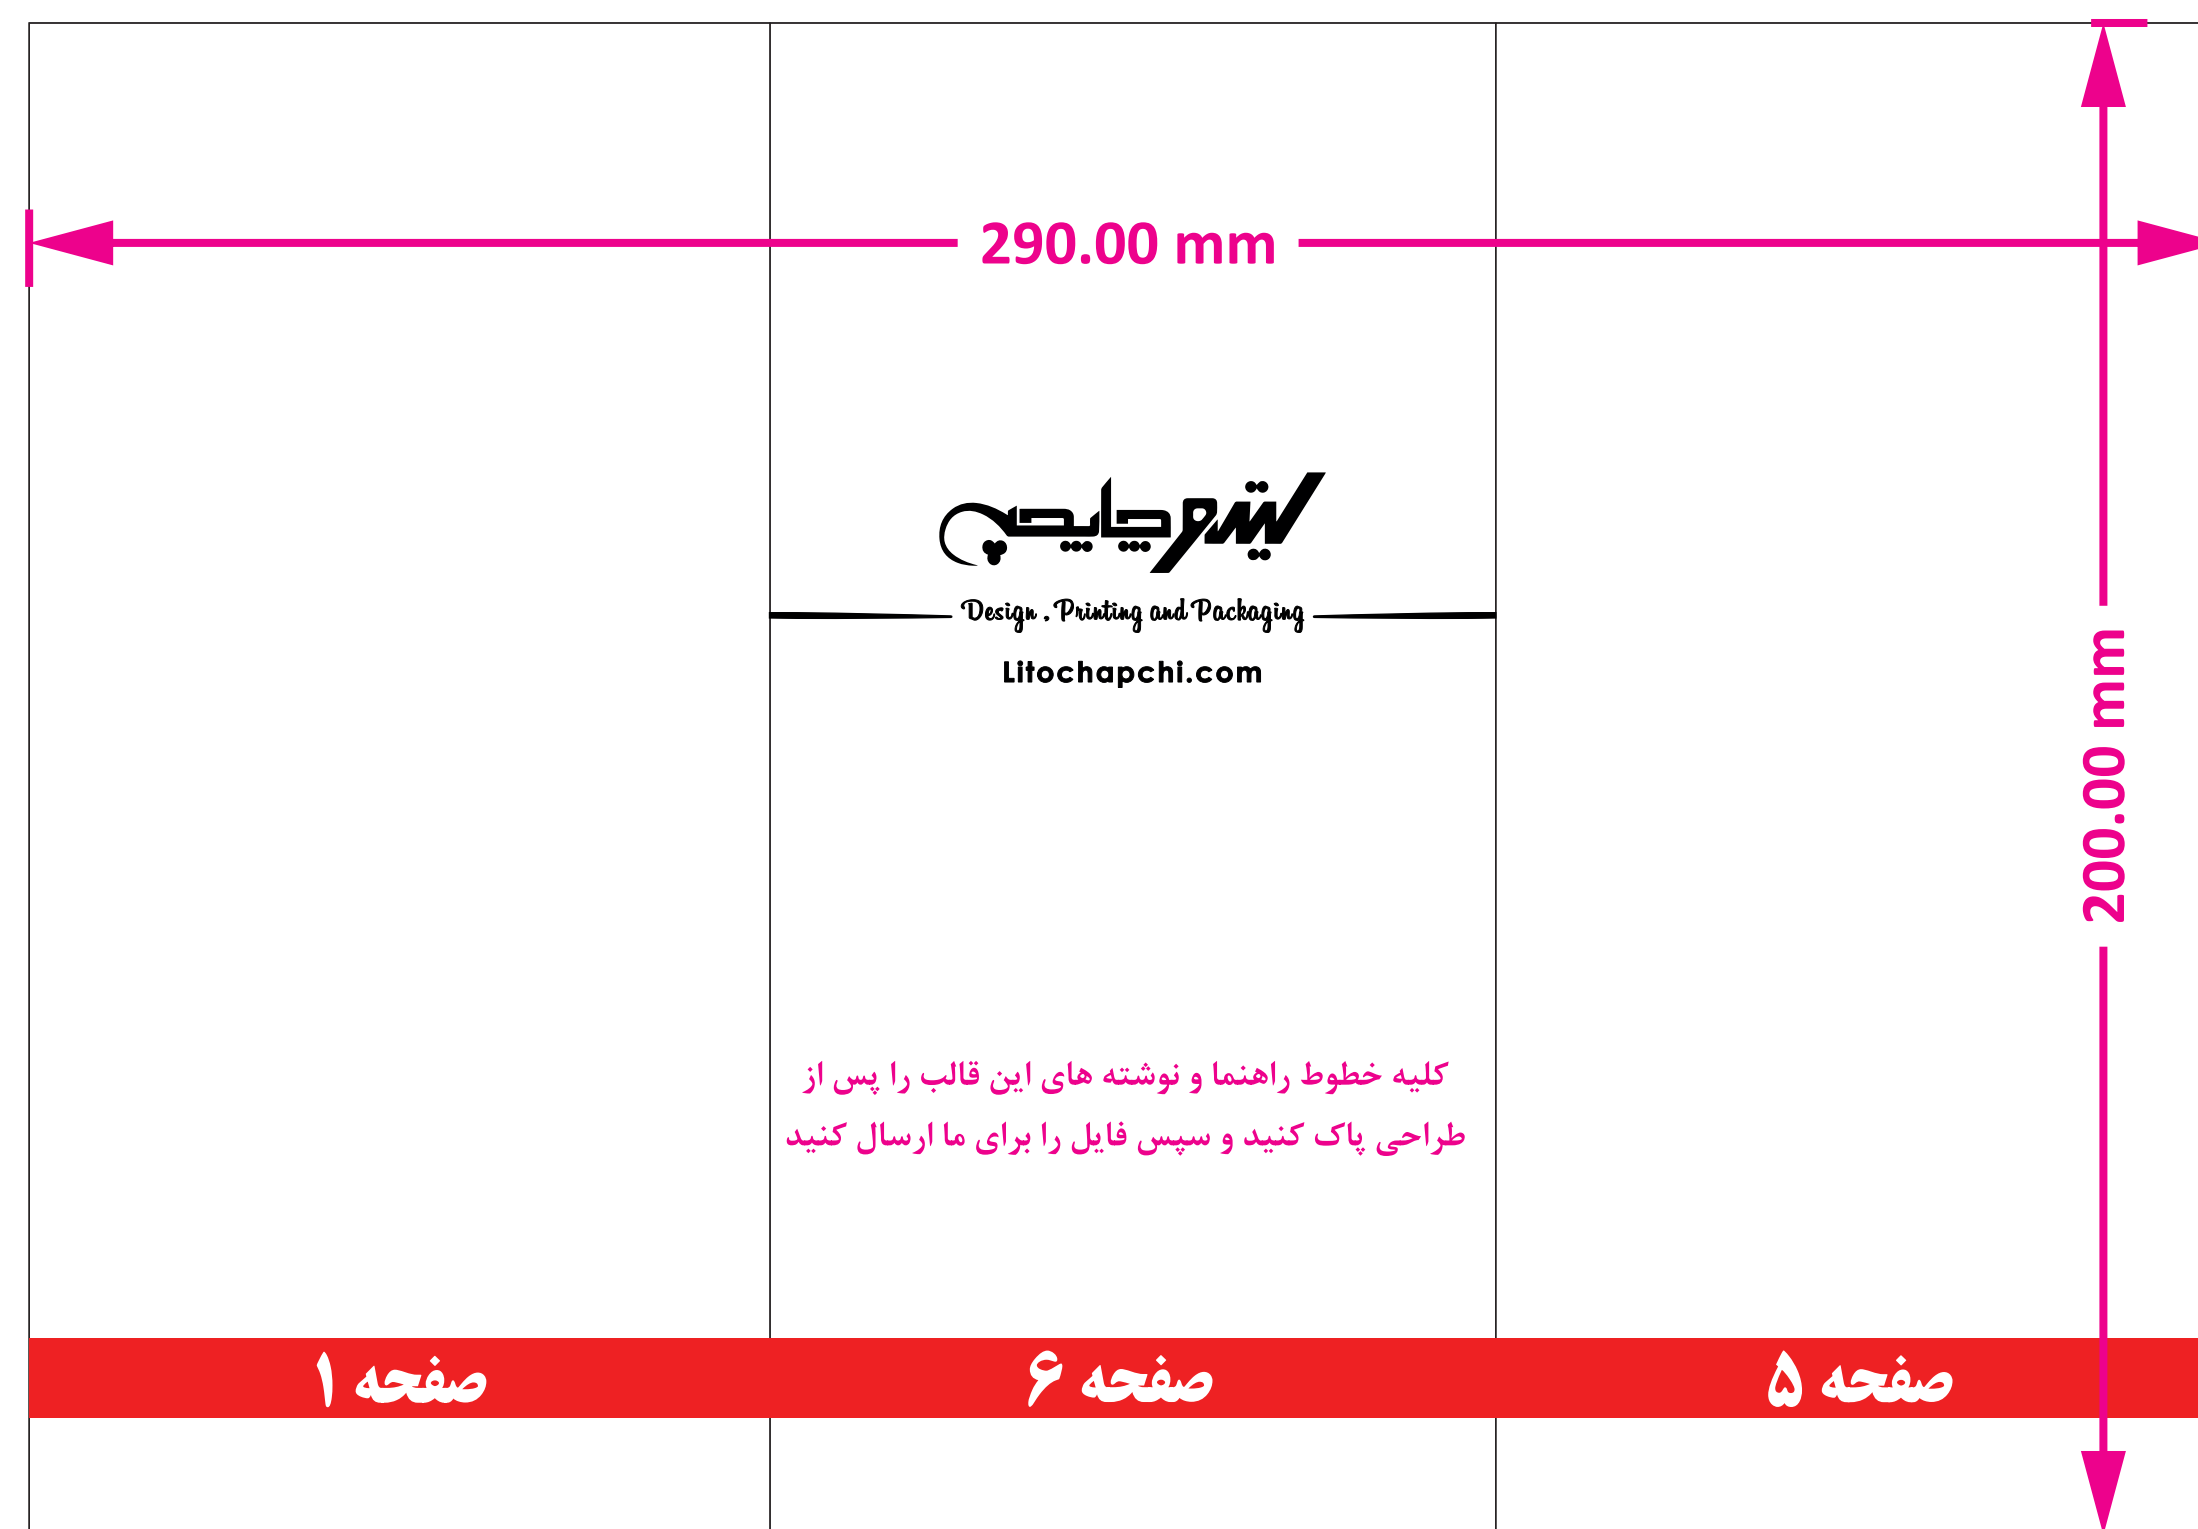 290.00 mm
لیتوچاپچی
Design . Printing and Packaging
Litochapchi.com
200.00 mm
کلیه خطوط راهنما و نوشته های این قالب را پس از
طراحی پاک کنید و سپس فایل را برای ما ارسال کنید
صفحه ۵
صفحه ۶
صفحه ۱